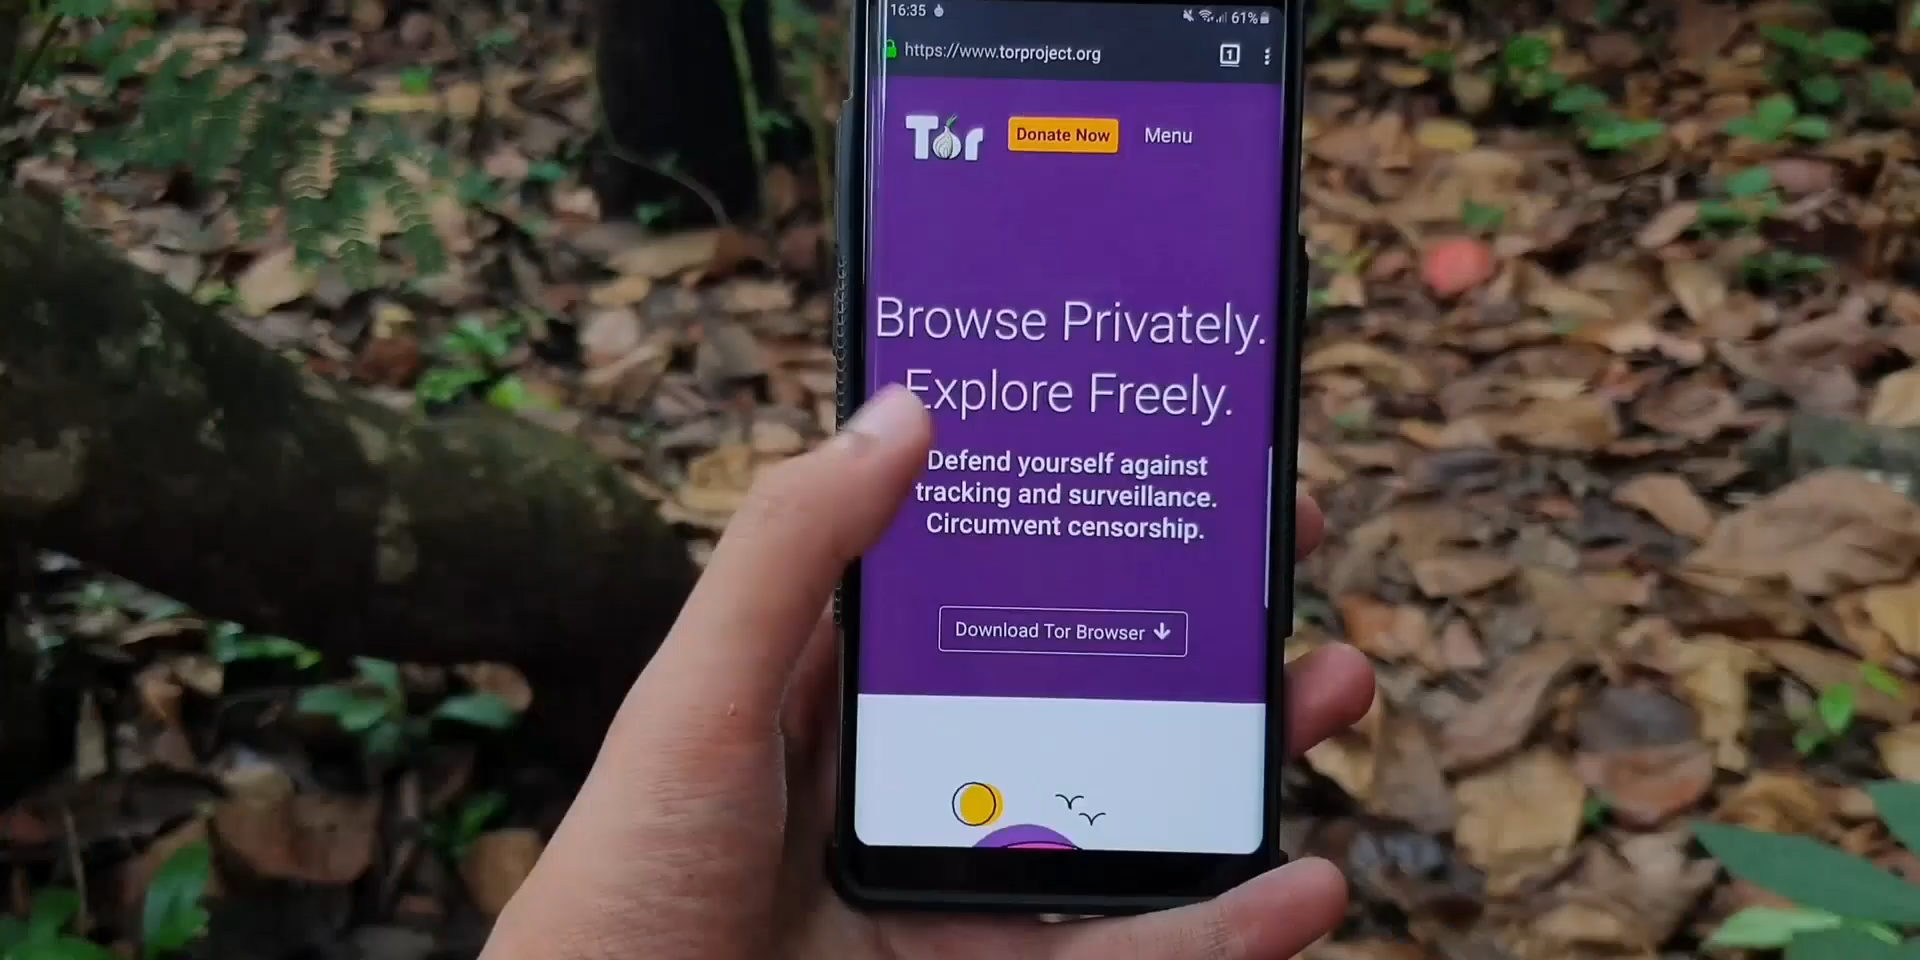 16:35
61%
https://www.torproject.org
1
Tor
Donate Now
Menu
Browse Privately.
Explore Freely.
Defend yourself against
tracking and surveillance.
Circumvent censorship.
Download Tor Browser